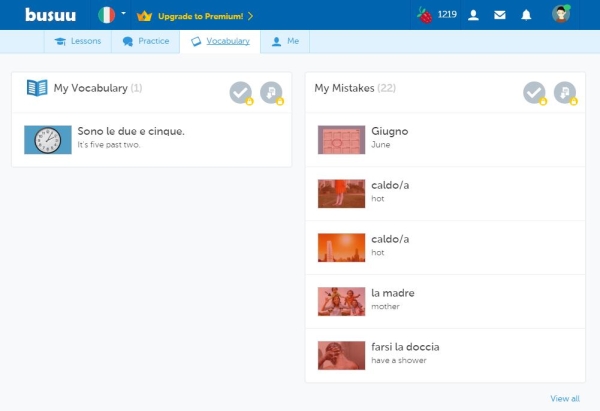 busuu
Upgrade to Premium!
1219
Lessons
Practice
Vocabulary
Me
My Vocabulary (1)
Sono le due e cinque.
It's five past two.
My Mistakes (22)
Giugno
June
caldo/a
hot
caldo/a
hot
la madre
mother
farsi la doccia
have a shower
View all